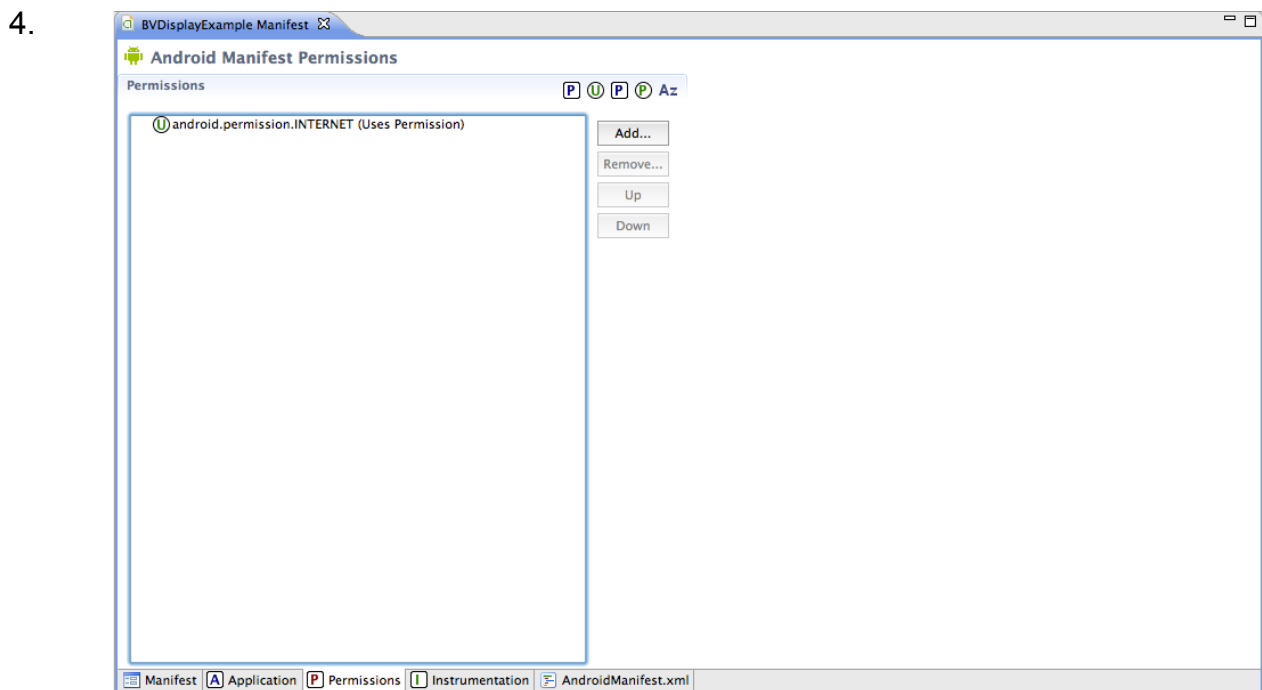 4.
BVDisplayExample Manifest
Android Manifest Permissions
Permissions
P U P P Az
U android.permission.INTERNET (Uses Permission)
Add...
Remove...
Up
Down
Manifest A Application P Permissions I Instrumentation AndroidManifest.xml